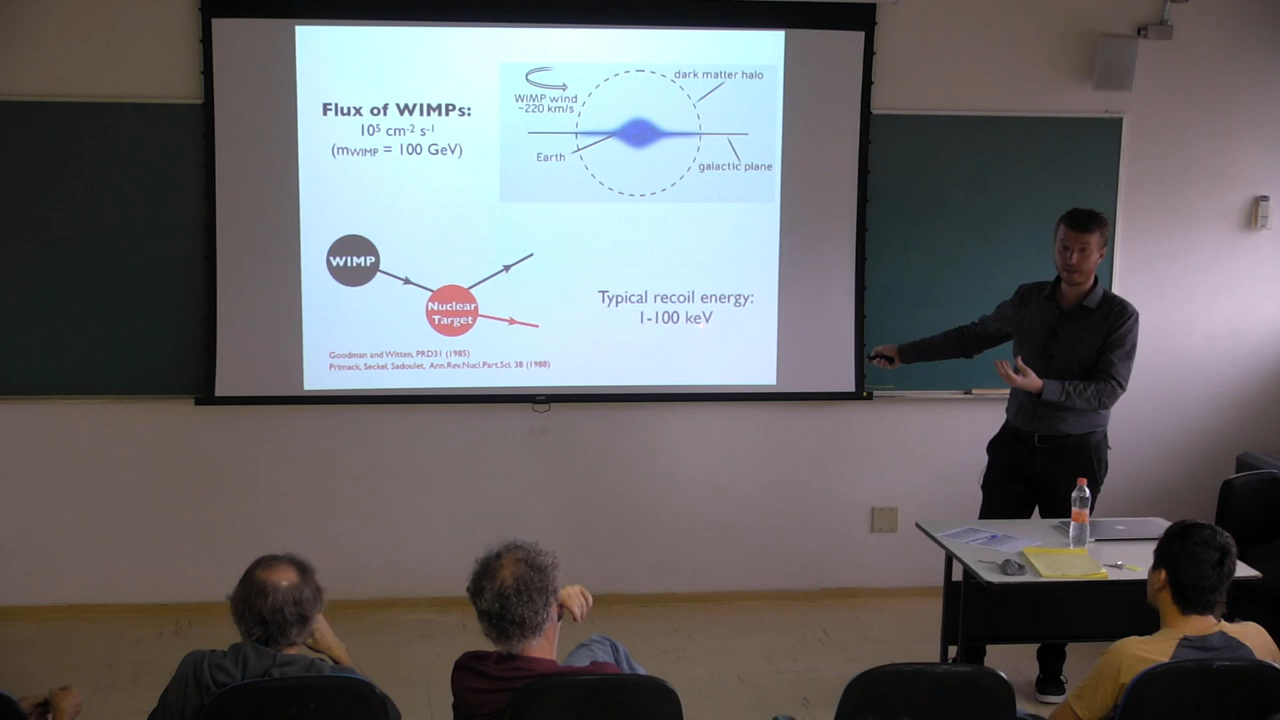 Flux of WIMPs:
10⁵ cm⁻² s⁻¹
(mWIMP = 100 GeV)
WIMP wind
~220 km/s
dark matter halo
Earth
galactic plane
WIMP
Nuclear
Target
Typical recoil energy:
1-100 keV
Goodman and Witten, PRD31 (1985)
Primack, Seckel, Sadoulet, Ann.Rev.Nucl.Part.Sci. 38 (1988)